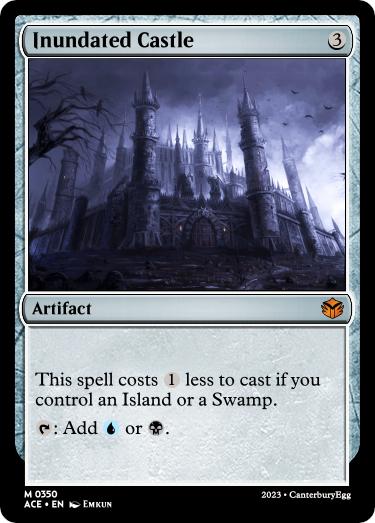 Inundated Castle 3
Artifact
This spell costs 1 less to cast if you
control an Island or a Swamp.
: Add or .
M 0350
ACE • EN Emkun
2023 • CanterburyEgg